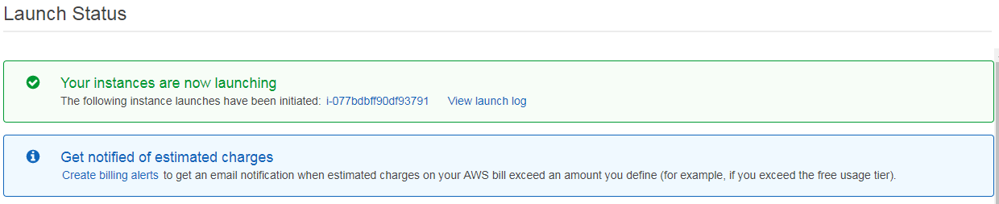 Launch Status
Your instances are now launching
The following instance launches have been initiated: i-077bdbff90df93791 View launch log
Get notified of estimated charges
Create billing alerts to get an email notification when estimated charges on your AWS bill exceed an amount you define (for example, if you exceed the free usage tier).